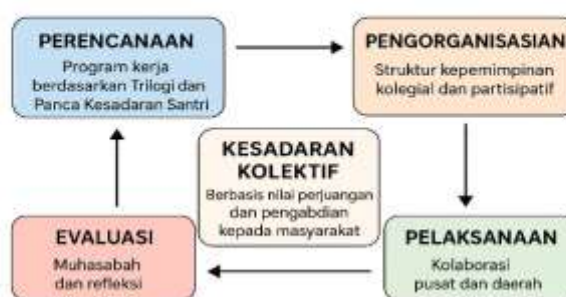 PERENCANAAN
Program kerja
berdasarkan Trilogi dan
Panca Kesadaran Santri
PENGORGANISASIAN
Struktur kepemimpinan
kolegial dan partisipatif
KESADARAN
KOLEKTIF
Berbasis nilai perjuangan
dan pengabdian
kepada masyarakat
EVALUASI
Muhasabah
dan refleksi
PELAKSANAAN
Kolaborasi
pusat dan daerah